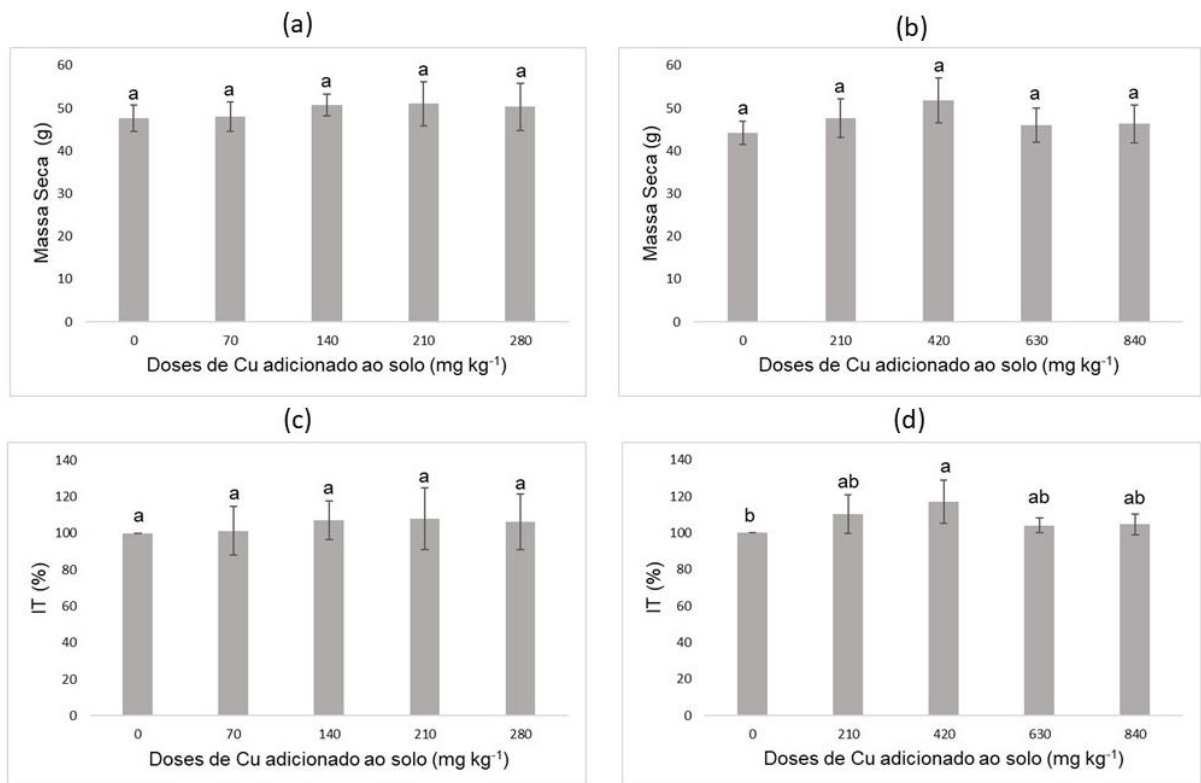 (a)
60
50
40
30
20
10
0
Massa Seca (g)
a a a a a
0 70 140 210 280
Doses de Cu adicionado ao solo (mg kg⁻¹)
(b)
60
50
40
30
20
10
0
Massa Seca (g)
a a a a a
0 210 420 630 840
Doses de Cu adicionado ao solo (mg kg⁻¹)
(c)
140
120
100
80
60
40
20
0
IT (%)
a a a a a
0 70 140 210 280
Doses de Cu adicionado ao solo (mg kg⁻¹)
(d)
140
120
100
80
60
40
20
0
IT (%)
b ab a ab ab
0 210 420 630 840
Doses de Cu adicionado ao solo (mg kg⁻¹)